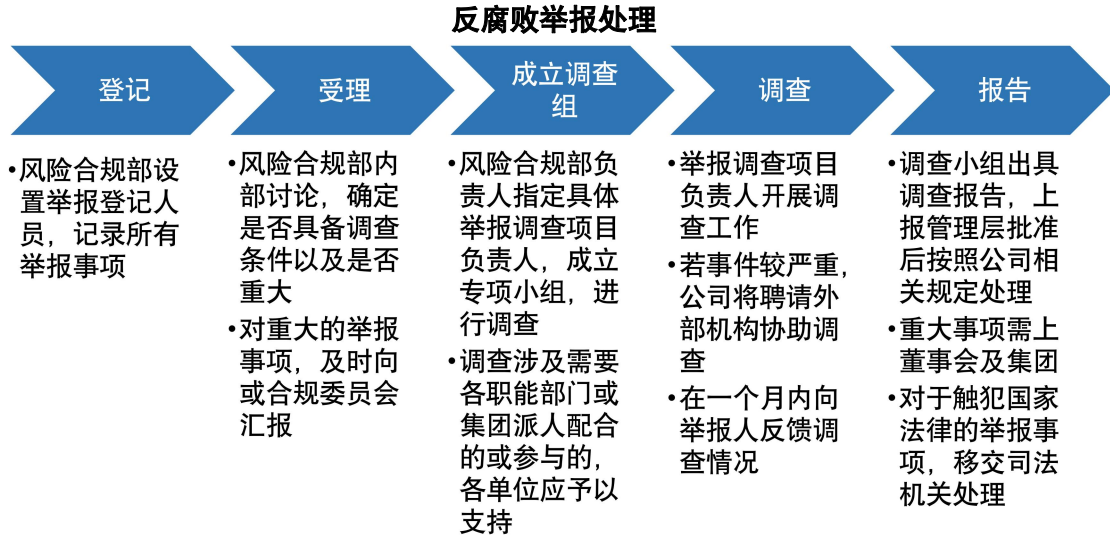 反腐败举报处理
登记
受理
成立调查
组
调查
报告
•风险合规部设
置举报登记人
员，记录所有
举报事项
•风险合规部内
部讨论，确定
是否具备调查
条件以及是否
重大
•对重大的举报
事项，及时向
或合规委员会
汇报
•风险合规部负
责人指定具体
举报调查项目
负责人，成立
专项小组，进
行调查
•调查涉及需要
各职能部门或
集团派人配合
的或参与的，
各单位应予以
支持
•举报调查项目
负责人开展调
查工作
•若事件较严重，
公司将聘请外
部机构协助调
查
•在一个月内向
举报人反馈调
查情况
•调查小组出具
调查报告，上
报管理层批准
后按照公司相
关规定处理
•重大事项需上
董事会及集团
•对于触犯国家
法律的举报事
项，移交司法
机关处理